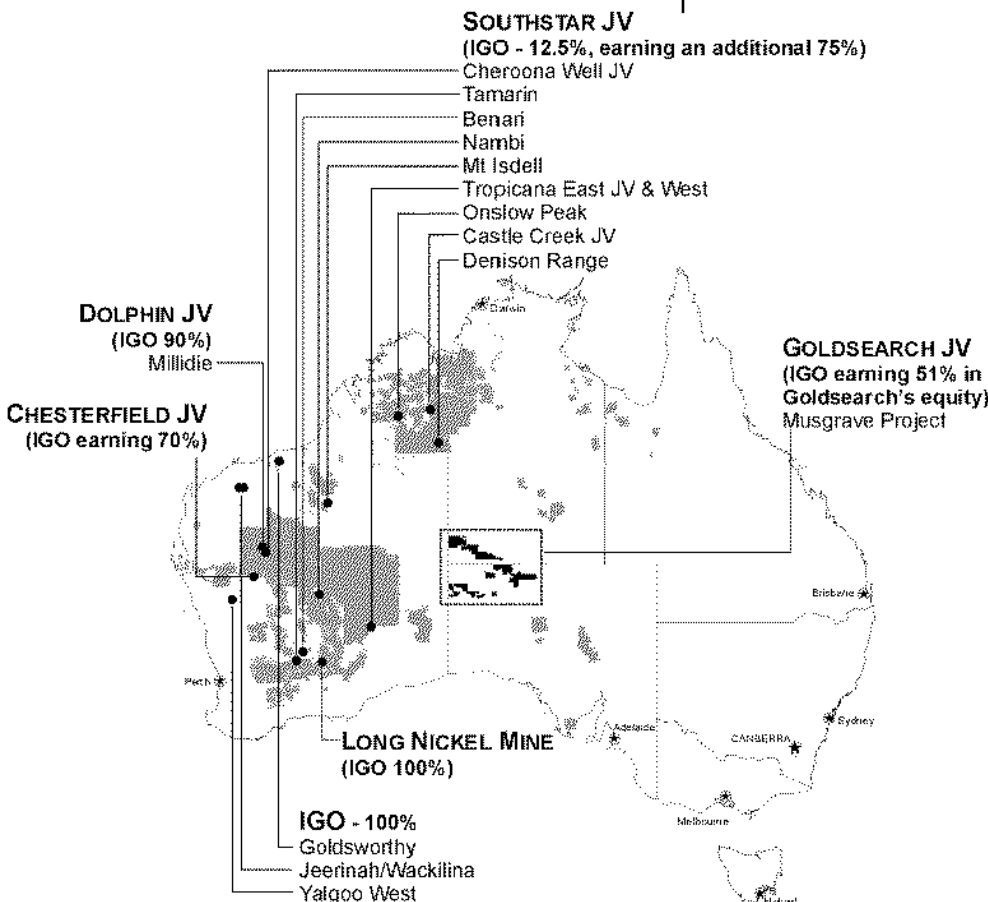 SOUTHSTAR JV
(IGO - 12.5%, earning an additional 75%)
Cheroona Well JV
Tamarin
Benari
Nambi
Mt Isdell
Tropicana East JV & West
Onslow Peak
Castle Creek JV
Denison Range
Darwin
DOLPHIN JV
(IGO 90%)
Millidie
CHESTERFIELD JV
(IGO earning 70%)
GOLDSEARCH JV
(IGO earning 51% in
Goldsearch's equity)
Musgrave Project
Brisbane
Perth
Sydney
Adelaide
CANBERRA
Melbourne
LONG NICKEL MINE
(IGO 100%)
IGO - 100%
Goldsworthy
Jeerinah/Wackilina
Yalgoo West